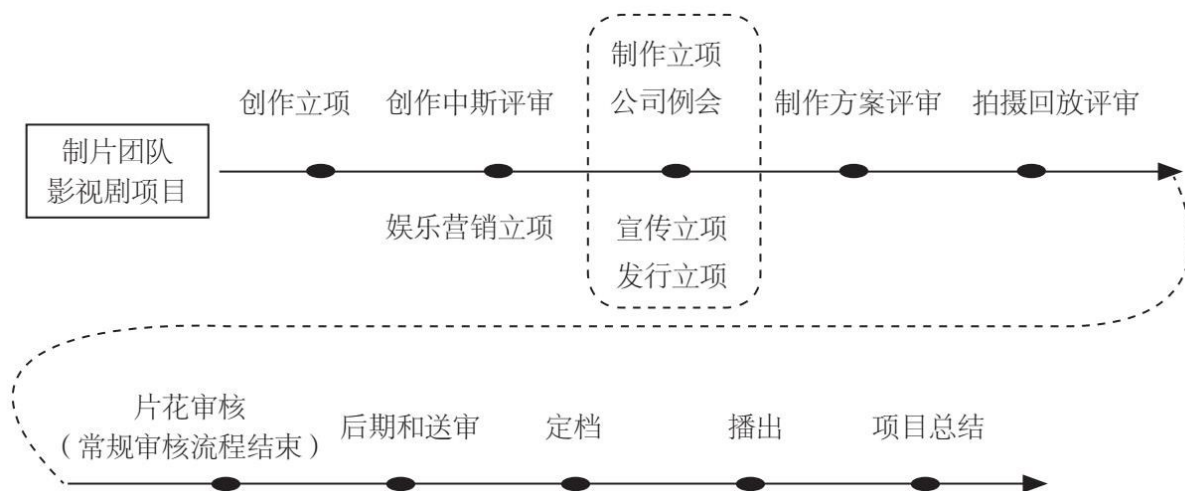 制作立项
公司例会
创作立项
创作中斯评审
制作方案评审
拍摄回放评审
制片团队
影视剧项目
娱乐营销立项
宣传立项
发行立项
片花审核
（常规审核流程结束）
后期和送审
定档
播出
项目总结